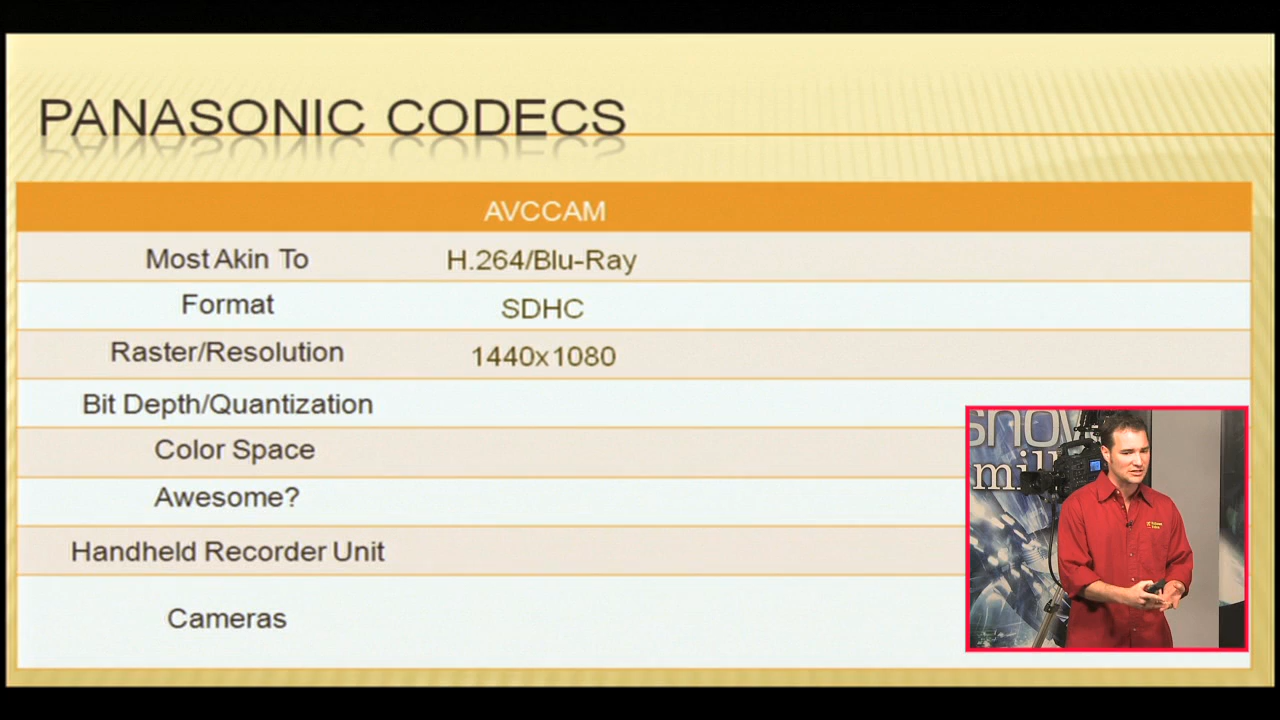 PANASONIC CODECS
AVCCAM
Most Akin To H.264/Blu-Ray
Format SDHC
Raster/Resolution 1440x1080
Bit Depth/Quantization
Color Space
Awesome?
Handheld Recorder Unit
Cameras